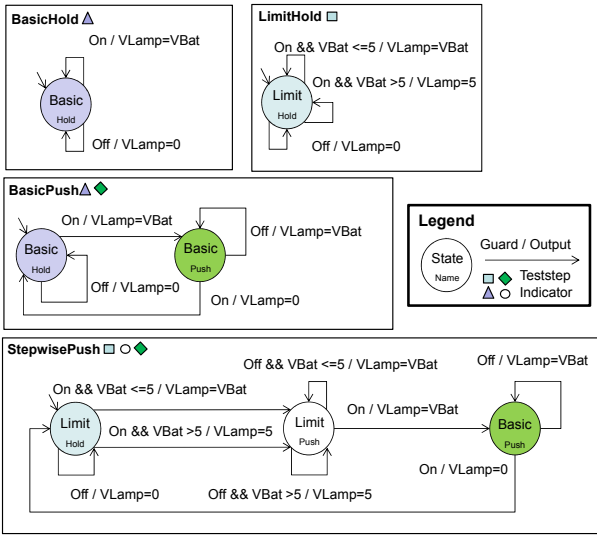 BasicHold
On / VLamp=VBat
Basic
Hold
Off / VLamp=0
LimitHold
On && VBat <=5 / VLamp=VBat
On && VBat >5 / VLamp=5
Limit
Hold
Off / VLamp=0
BasicPush
On / VLamp=VBat
Off / VLamp=VBat
Basic
Hold
Basic
Push
Off / VLamp=0
On / VLamp=0
Legend
State
Name
Guard / Output
Teststep
Indicator
StepwisePush
Off && VBat <=5 / VLamp=VBat
Off / VLamp=VBat
On && VBat <=5 / VLamp=VBat
On / VLamp=VBat
Limit
Hold
On && VBat >5 / VLamp=5
Limit
Push
Basic
Push
On / VLamp=0
Off / VLamp=0
Off && VBat >5 / VLamp=5